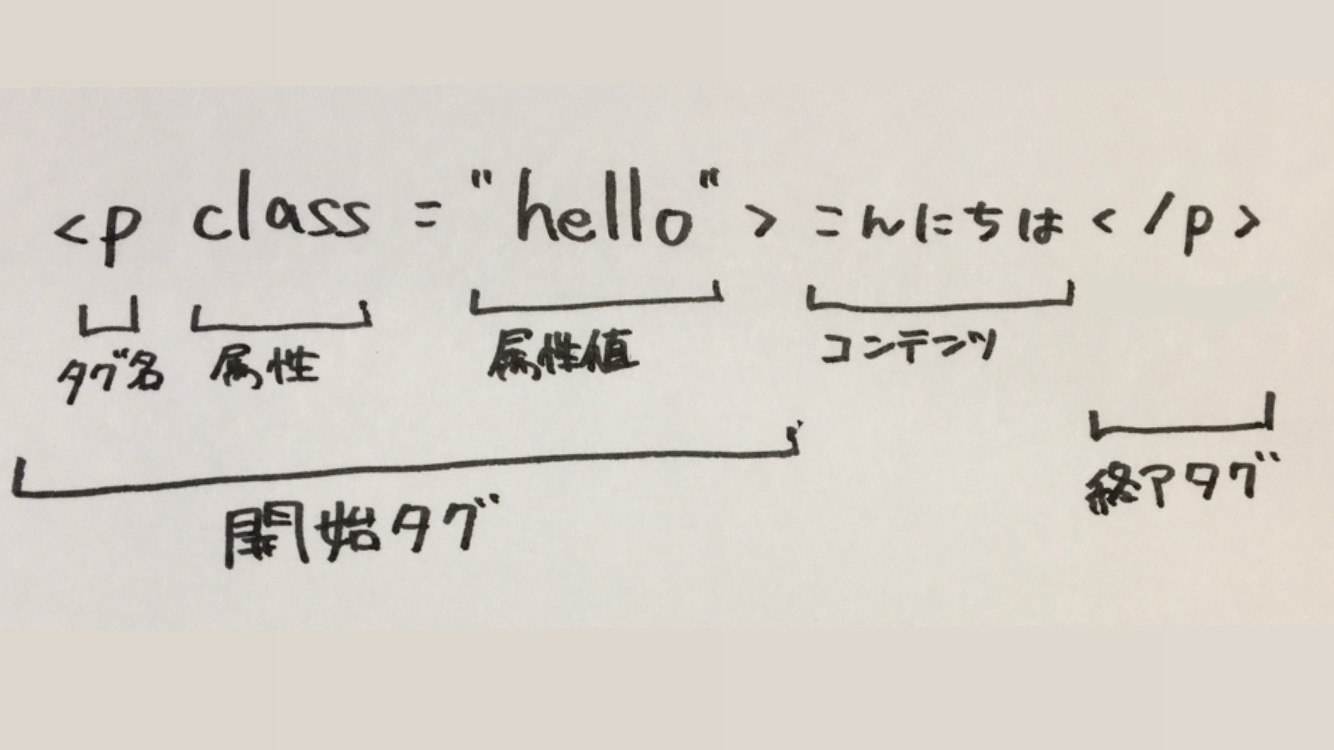 <p class = "hello" > こんにちは < /p >
タグ名 属性 属性値 コンテンツ
開始タグ 終了タグ